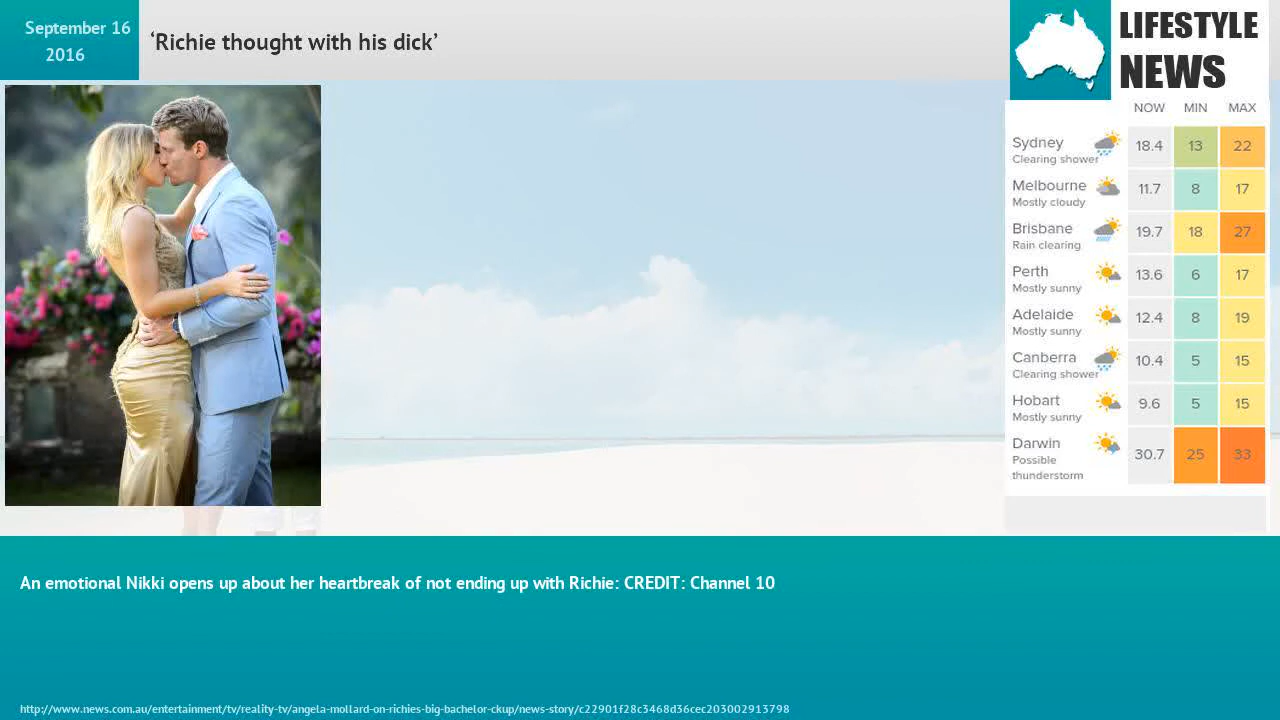 September 16
2016
‘Richie thought with his dick’
LIFESTYLE
NEWS
NOW MIN MAX
Sydney 18.4 13 22
Clearing shower
Melbourne 11.7 8 17
Mostly cloudy
Brisbane 19.7 18 27
Rain clearing
Perth 13.6 6 17
Mostly sunny
Adelaide 12.4 8 19
Mostly sunny
Canberra 10.4 5 15
Clearing shower
Hobart 9.6 5 15
Mostly sunny
Darwin 30.7 25 33
Possible
thunderstorm
An emotional Nikki opens up about her heartbreak of not ending up with Richie: CREDIT: Channel 10
http://www.news.com.au/entertainment/tv/reality-tv/angela-mollard-on-richies-big-bachelor-ckup/news-story/c22901f28c3468d36cec203002913798